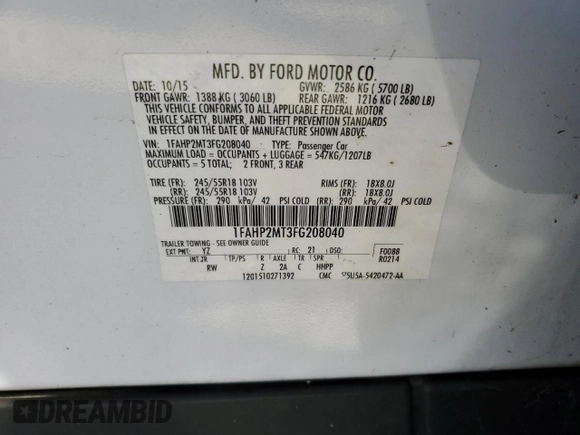 MFD. BY FORD MOTOR CO.
DATE: 10/15 GVWR: 2586 KG ( 5700 LB)
FRONT GAWR: 1388 KG ( 3060 LB) REAR GAWR: 1216 KG ( 2680 LB)
THIS VEHICLE CONFORMS TO ALL APPLICABLE FEDERAL MOTOR
VEHICLE SAFETY, BUMPER, AND THEFT PREVENTION STANDARDS
IN EFFECT ON THE DATE OF MANUFACTURE SHOWN ABOVE.
VIN: 1FAHP2MT3FG208040 TYPE: Passenger Car
MAXIMUM LOAD = OCCUPANTS + LUGGAGE = 547KG/1207LB
OCCUPANTS = 5 TOTAL; 2 FRONT, 3 REAR
TIRE (FR): 245/55R18 103V RIMS (FR): 18X8.0J
TIRE (RR): 245/55R18 103V RIMS (RR): 18X8.0J
PRESSURE (FR): 290 kPa/ 42 PSI COLD (RR): 290 kPa/ 42 PSI COLD
1FAHP2MT3FG208040
TRAILER TOWING - SEE OWNER GUIDE
EXT PNT: YZ RC: 21 DSO: F0088
INT JR TP/PS R AXLE TR SPR R0214
RW Z 2A C HHPP
1201510271392 CMC 5U5A-5420472-AA
DREAMBID